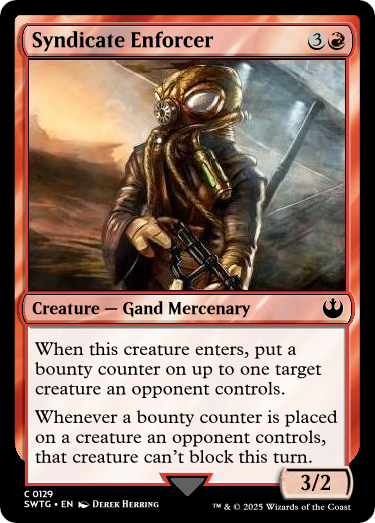 Syndicate Enforcer
3
Creature — Gand Mercenary
When this creature enters, put a
bounty counter on up to one target
creature an opponent controls.
Whenever a bounty counter is placed
on a creature an opponent controls,
that creature can't block this turn.
3/2
C 0129
SWTG • EN Derek Herring
™ & © 2025 Wizards of the Coast